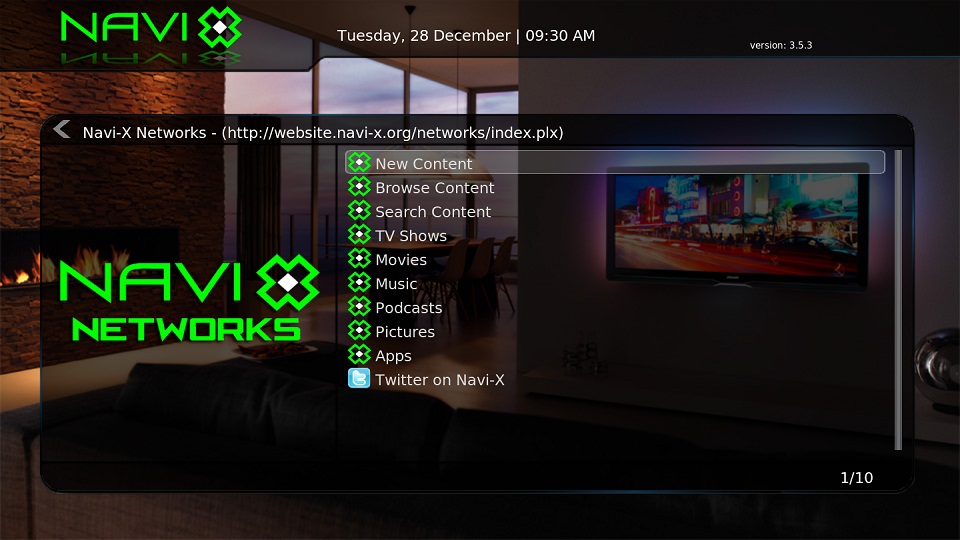 NAVI X
Tuesday, 28 December | 09:30 AM
version: 3.5.3
Navi-X Networks - (http://website.navi-x.org/networks/index.plx)
New Content
Browse Content
Search Content
TV Shows
Movies
Music
Podcasts
Pictures
Apps
Twitter on Navi-X
NAVI X
NETWORKS
1/10